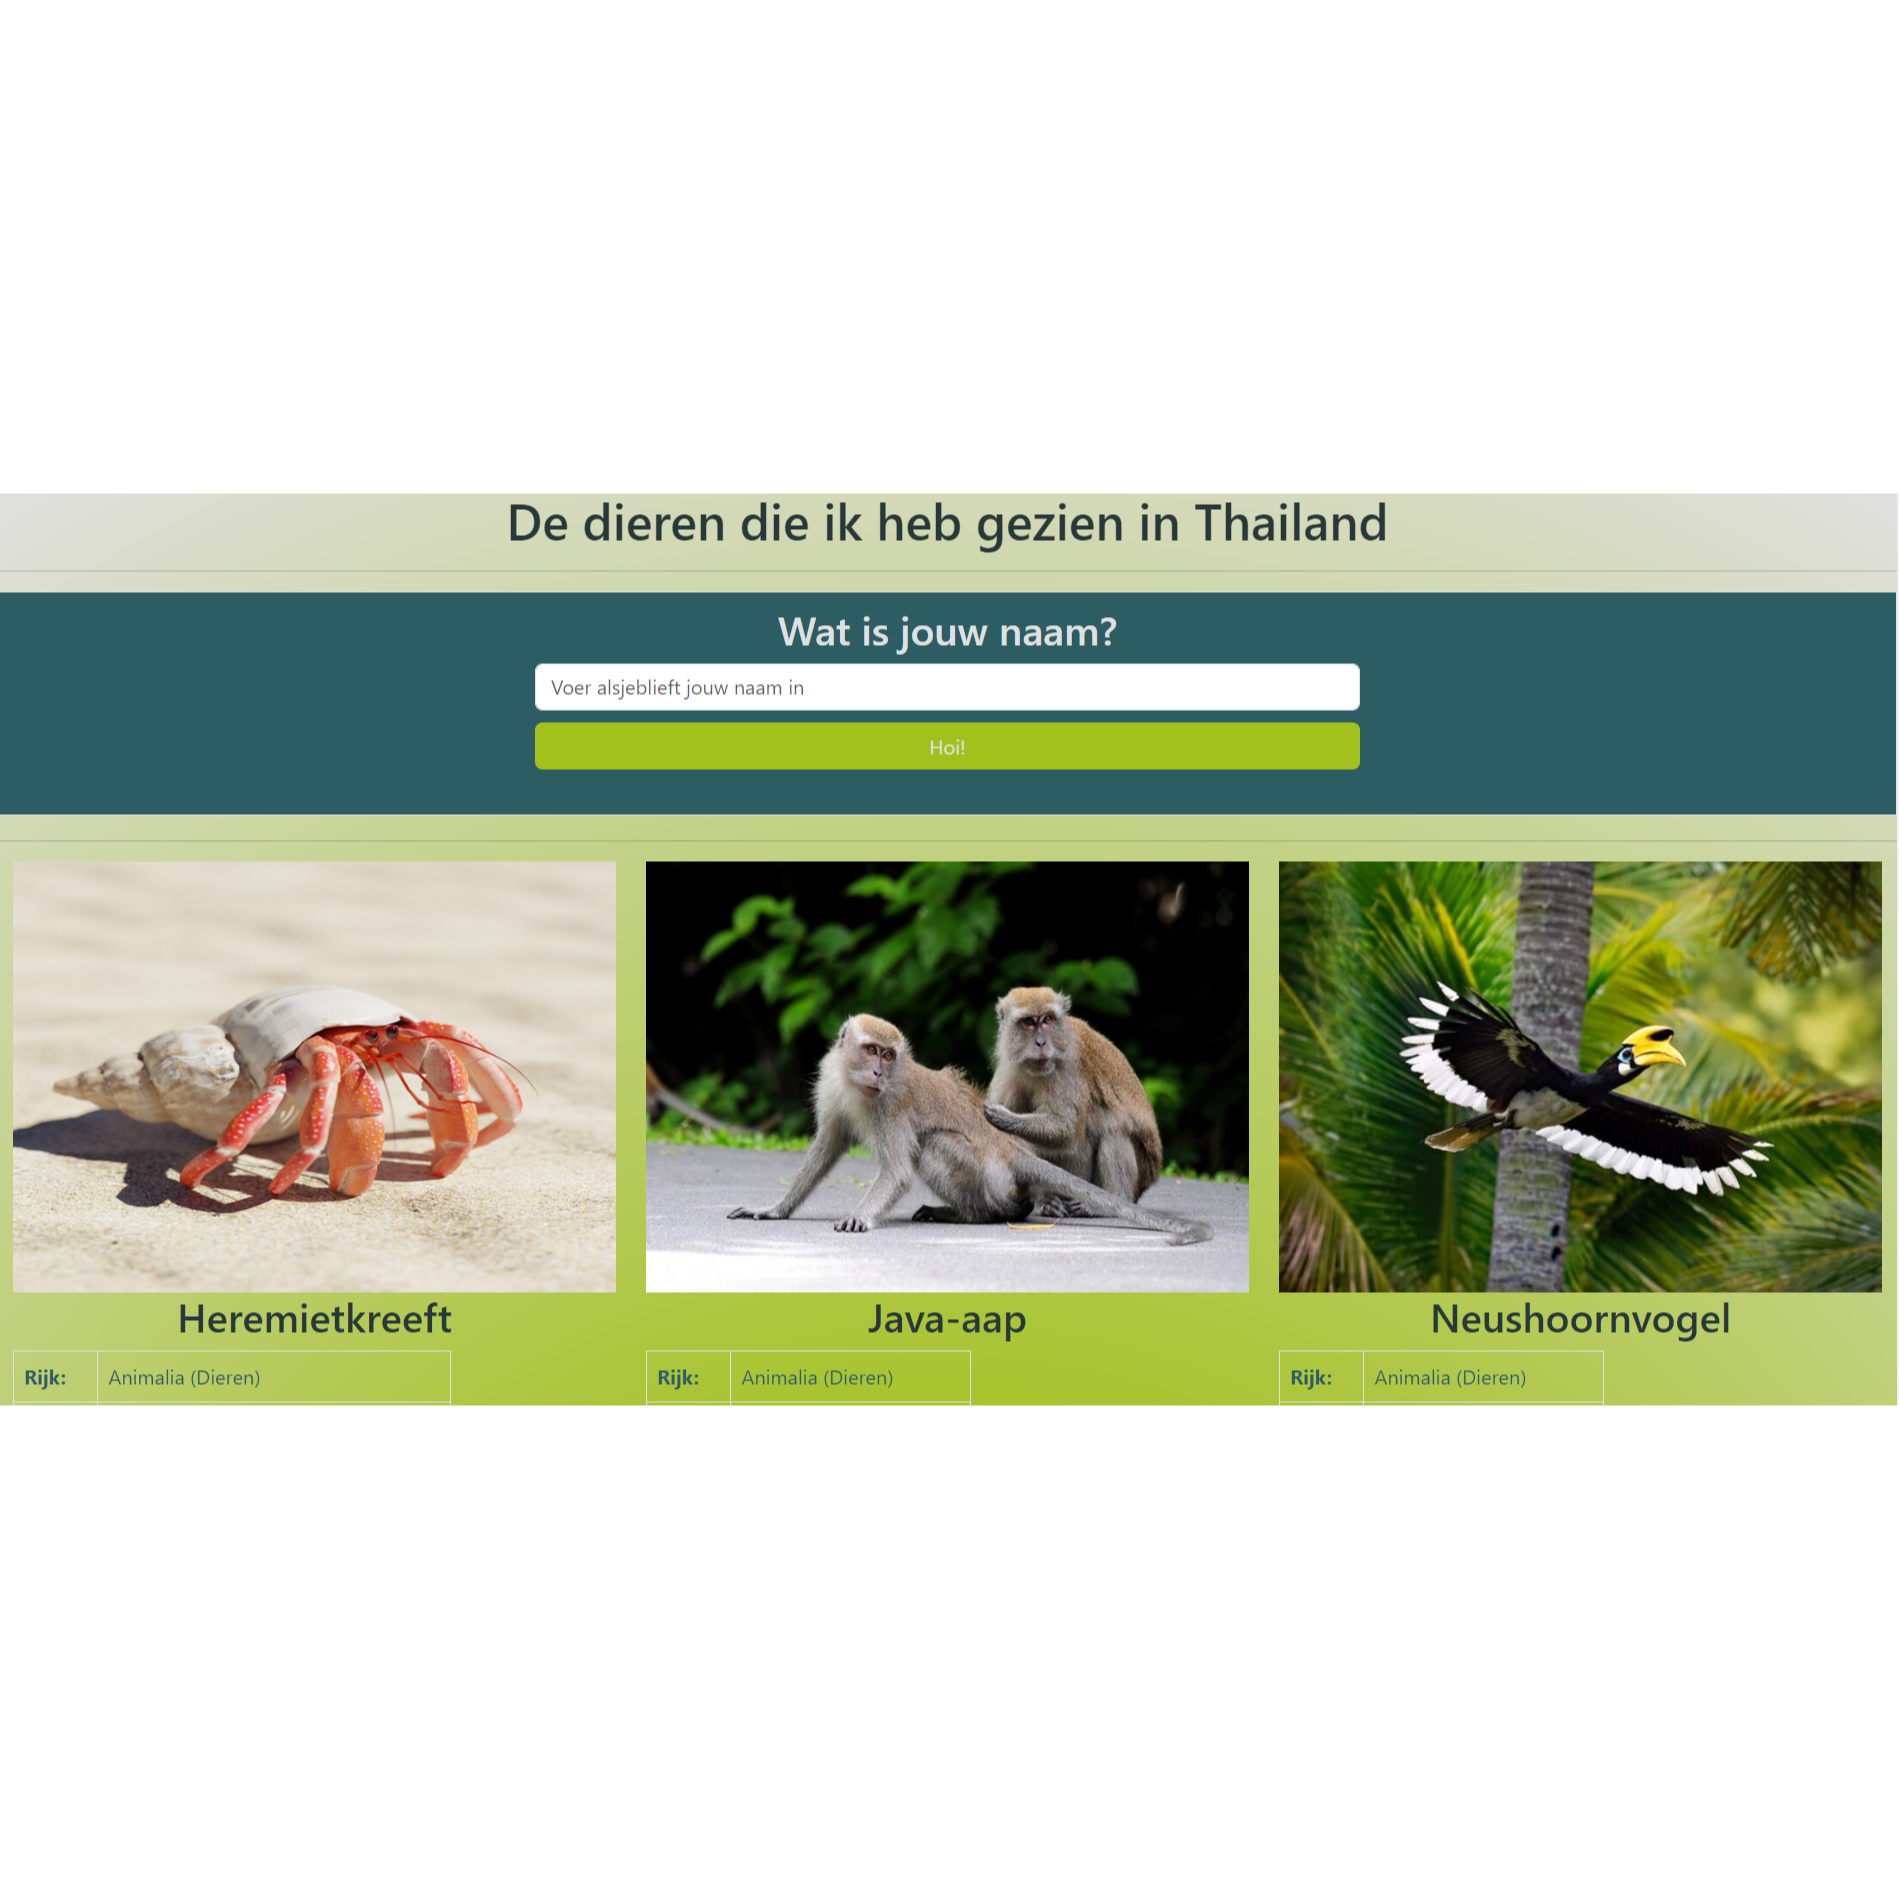 De dieren die ik heb gezien in Thailand
Wat is jouw naam?
Voer alsjeblieft jouw naam in
Hoi!
Heremietkreeft
Java-aap
Neushoornvogel
Rijk: Animalia (Dieren)
Rijk: Animalia (Dieren)
Rijk: Animalia (Dieren)